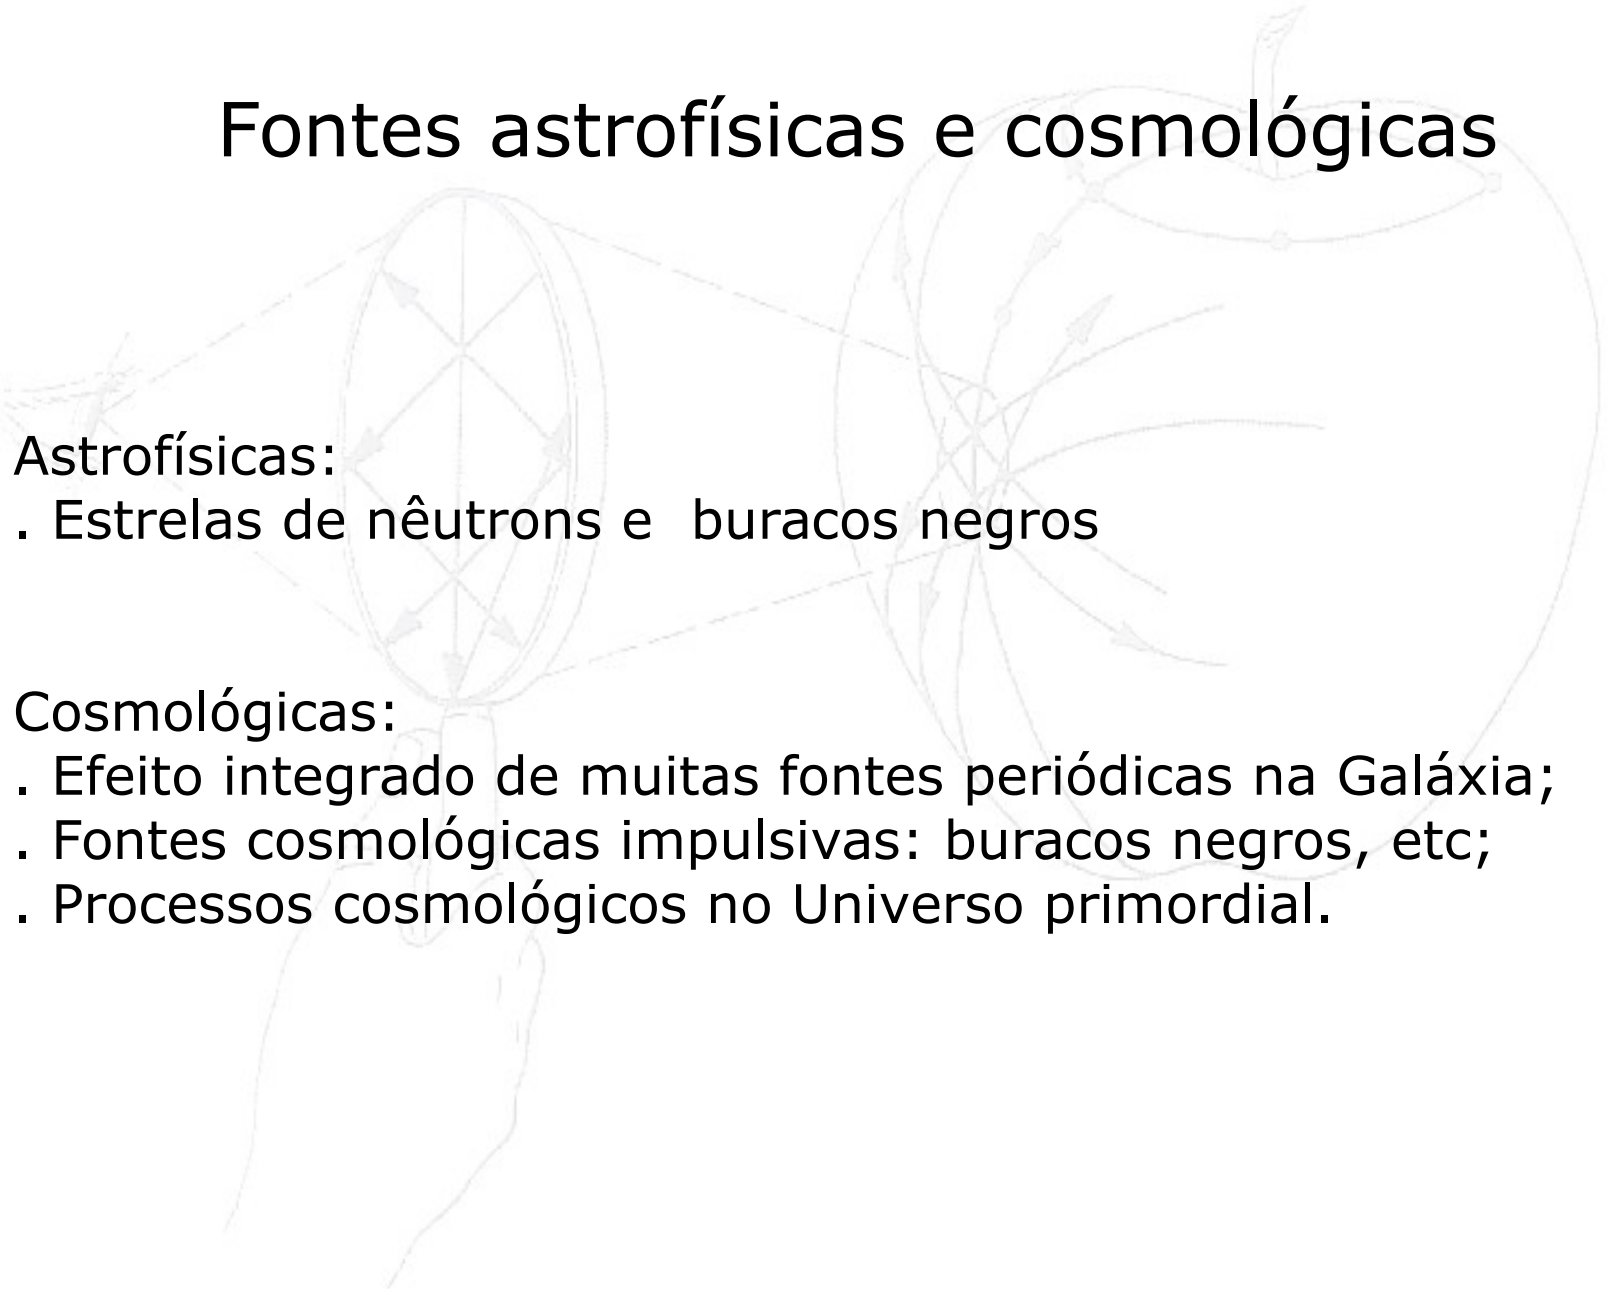 Fontes astrofísicas e cosmológicas
Astrofísicas:
. Estrelas de nêutrons e  buracos negros
Cosmológicas:
. Efeito integrado de muitas fontes periódicas na Galáxia;
. Fontes cosmológicas impulsivas: buracos negros, etc;
. Processos cosmológicos no Universo primordial.